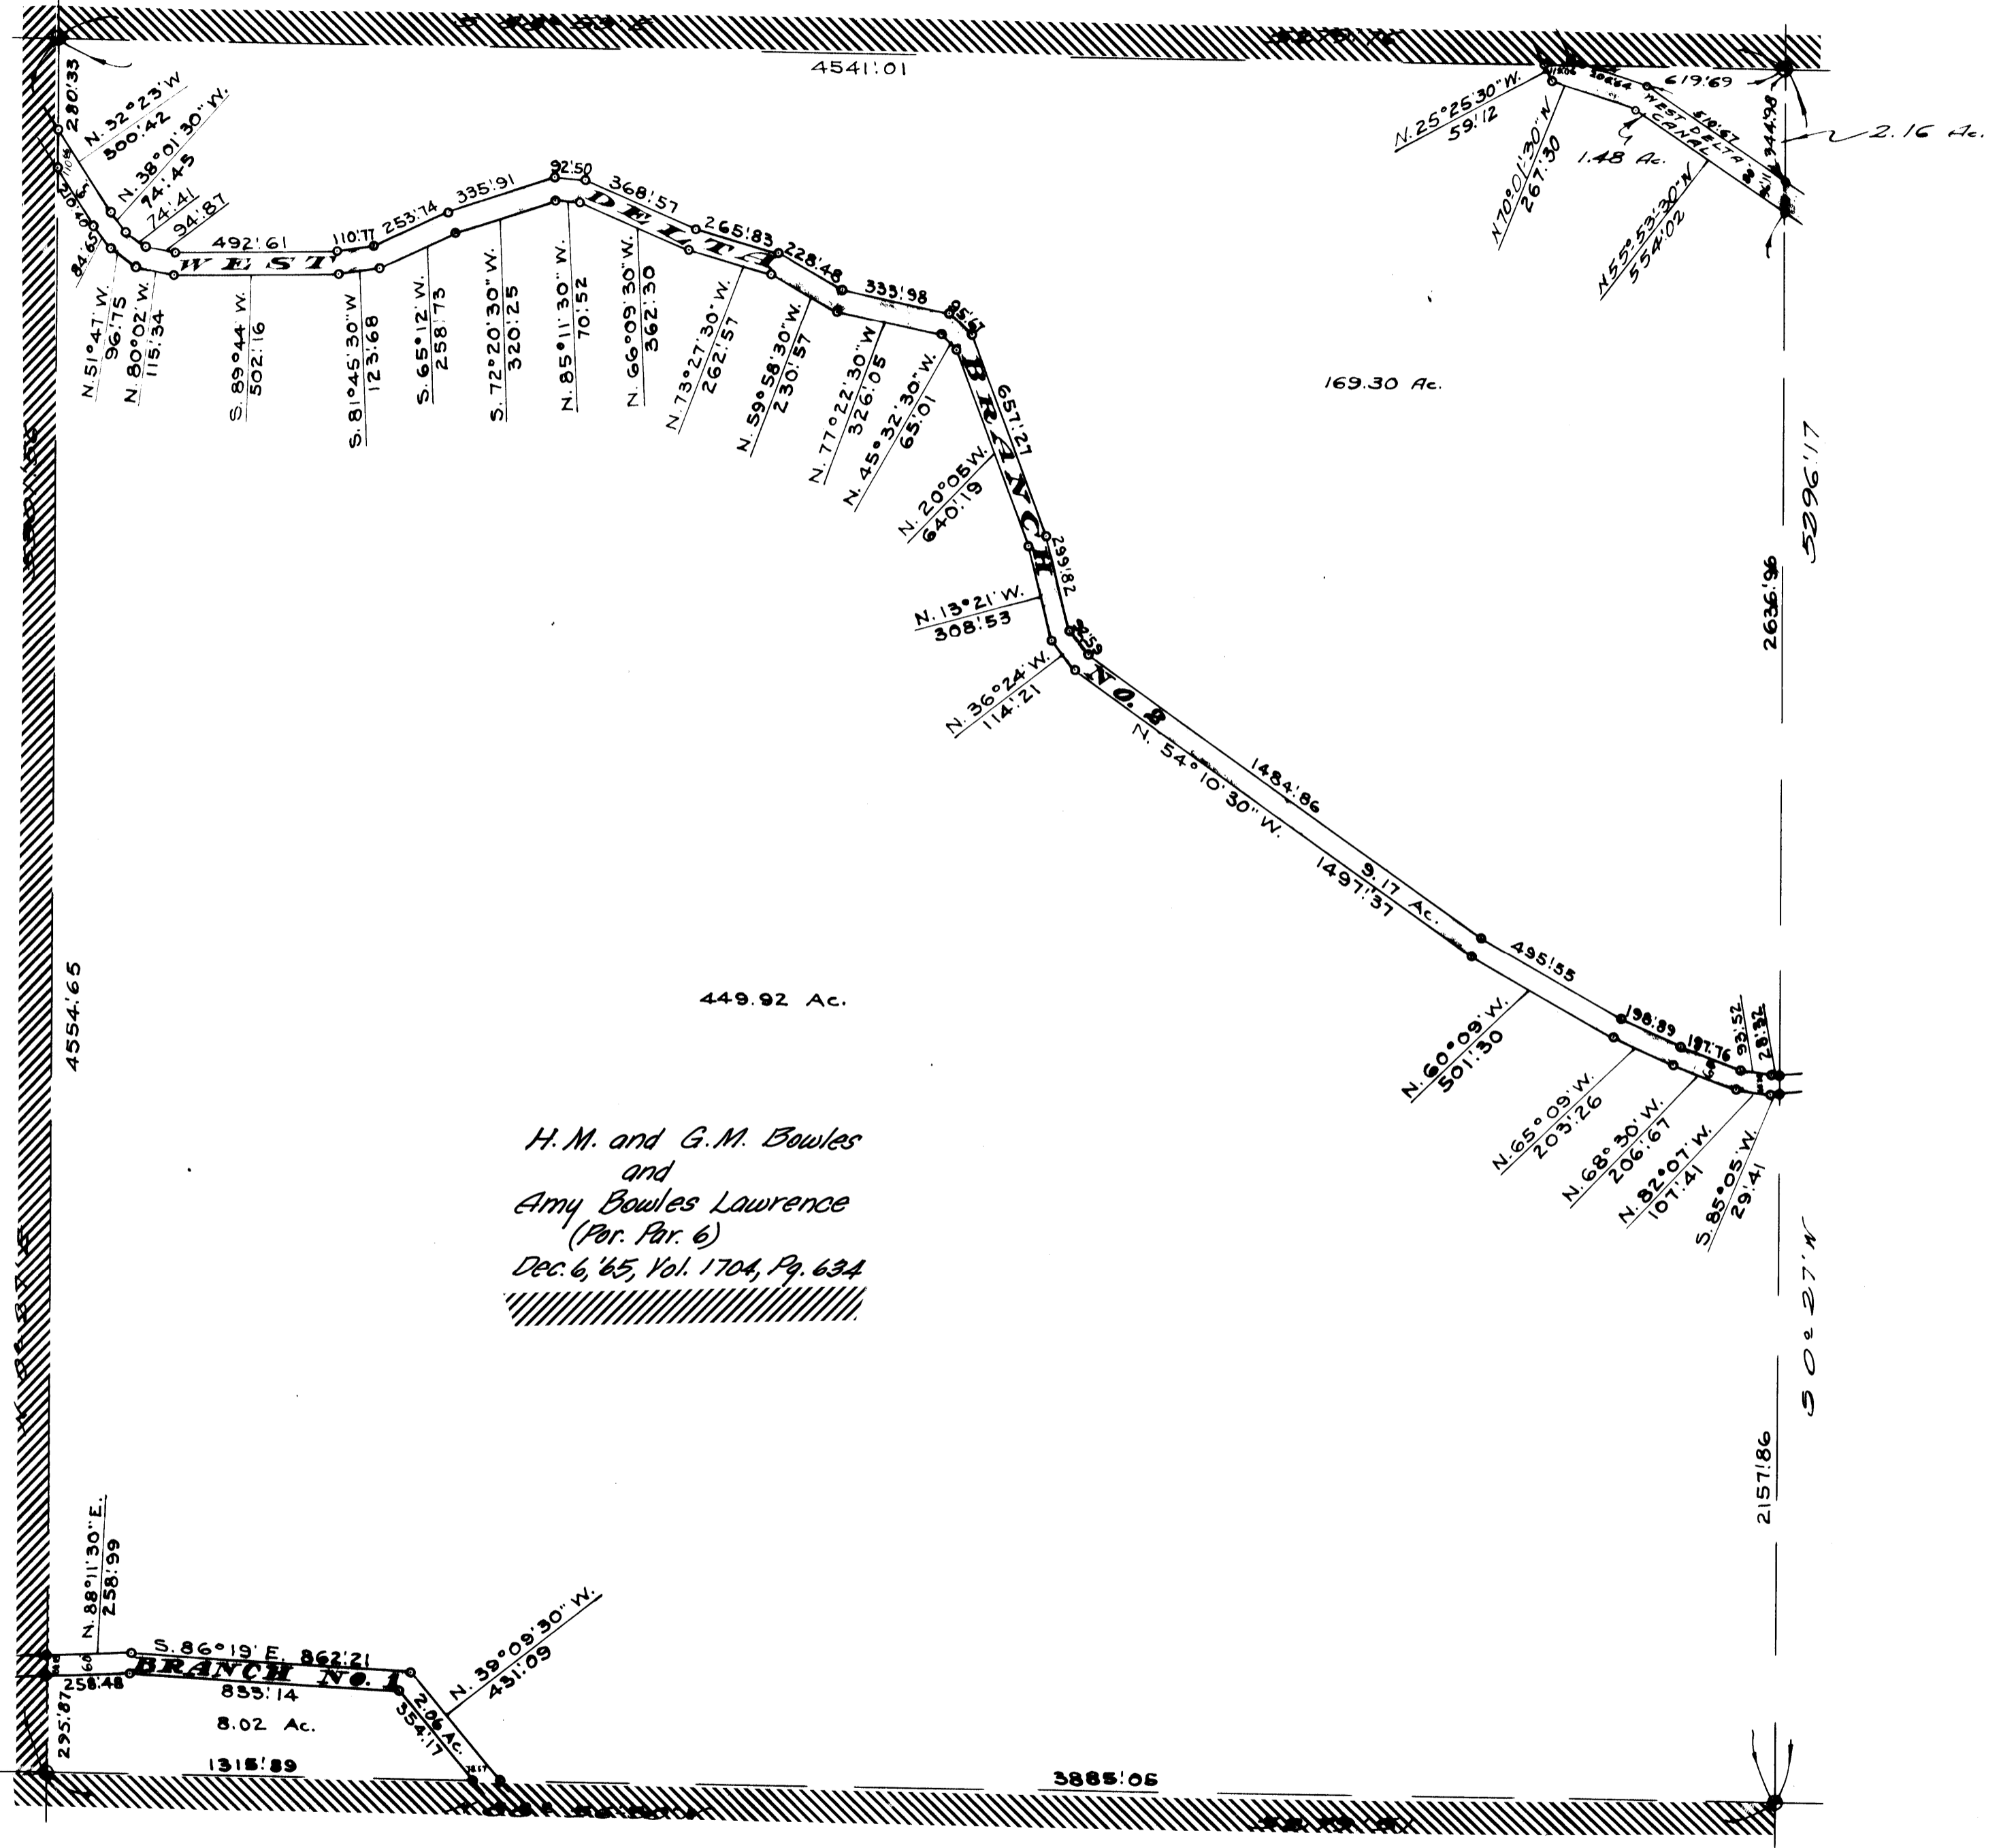 4541'.01
280'.33
N. 32°23' W
300'.42
N. 38°01'30" W.
74'.45
74'.41
94'.87
492'.61
110'.77
253'.74
335'.91
92'.50
368'.57
265'.83
228'.48
333'.98
95'.67
WEST DELTA BRANCH NO. 2
84'.65
N. 51°47' W.
96'.75
N. 80°02' W.
115'.34
S. 89°44' W.
502'.16
S. 81°45'30" W
123'.68
S. 65°12' W.
258'.73
S. 72°20'30" W.
320'.25
N. 85°11'30" W.
70'.52
N. 66°09'30" W.
362'.30
N. 73°27'30" W.
262'.57
N. 59°58'30" W.
230'.57
N. 77°22'30" W
326'.05
N. 45°32'30" W.
65'.01
657'.27
N. 20°05' W.
640'.19
299'.82
N. 13°21' W.
308'.53
N. 36°24' W.
114'.21
N. 54°10'30" W.
1484'.86
9.17 Ac.
1497'.37
495'.55
198'.89
197'.76
93'.52
28'.32
60
N. 60°09' W.
501'.30
N. 65°09' W.
203'.26
N. 68°30' W.
206'.67
N. 82°07' W.
107'.41
S. 85°05' W.
29'.41
N. 25°25'30" W.
59'.12
N 70°01'30" W
267'.30
N 55°53'30" W
554'.02
619'.69
510'.67
WEST DELTA
CANAL
1.48 Ac.
344'.98
2.16 Ac.
169.30 Ac.
5296'.17
2636'.96
S 0° 27' W
2157'.86
4554'.65
449.92 Ac.
H. M. and G. M. Bowles
and
Amy Bowles Lawrence
(Por. Par. 6)
Dec. 6, '65, Vol. 1704, Pg. 634
N. 88°11'30" E.
258'.99
S. 86°19' E. 862'.21
BRANCH NO. 1
60
258'.48
833'.14
295'.87
8.02 Ac.
1315'.89
N. 39°09'30" W.
431'.09
2.06 Ac.
354'.17
3885'.05